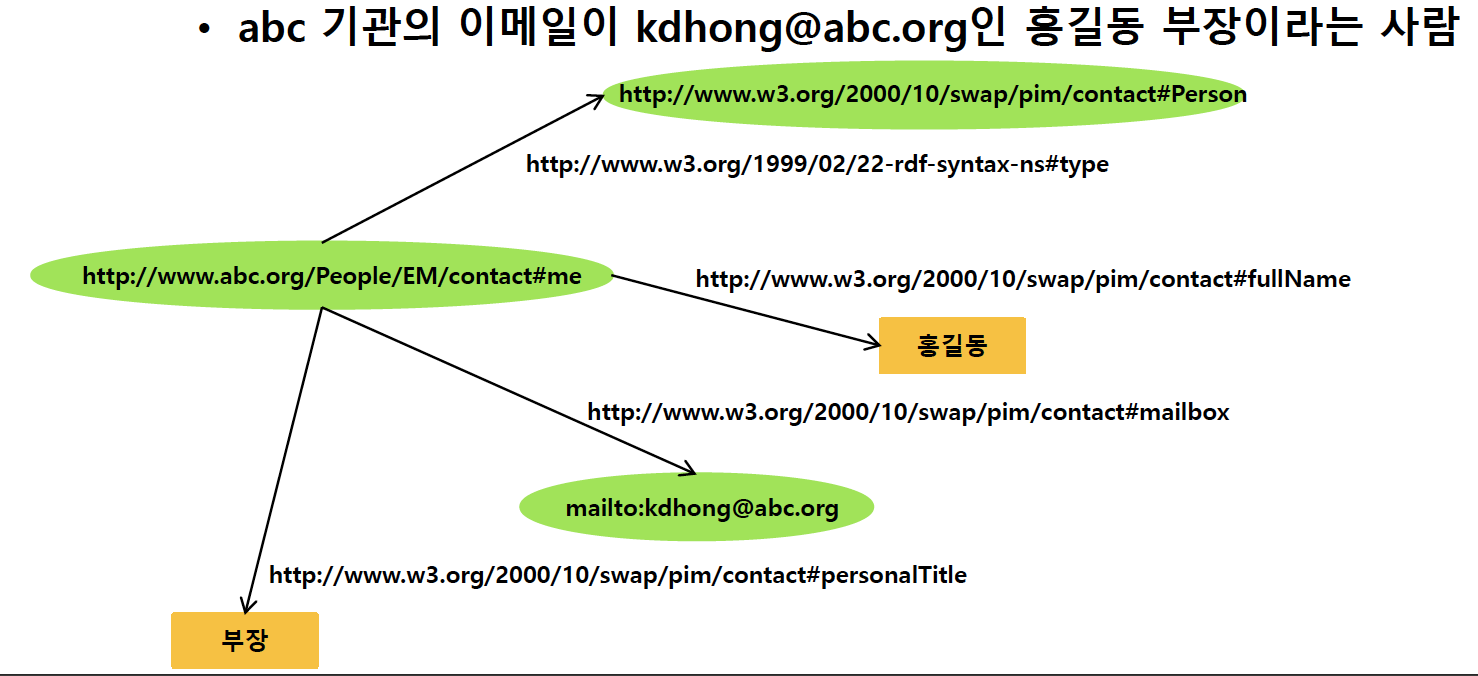 • abc 기관의 이메일이 kdhong@abc.org인 홍길동 부장이라는 사람
http://www.w3.org/2000/10/swap/pim/contact#Person
http://www.w3.org/1999/02/22-rdf-syntax-ns#type
http://www.abc.org/People/EM/contact#me
http://www.w3.org/2000/10/swap/pim/contact#fullName
홍길동
http://www.w3.org/2000/10/swap/pim/contact#mailbox
mailto:kdhong@abc.org
http://www.w3.org/2000/10/swap/pim/contact#personalTitle
부장